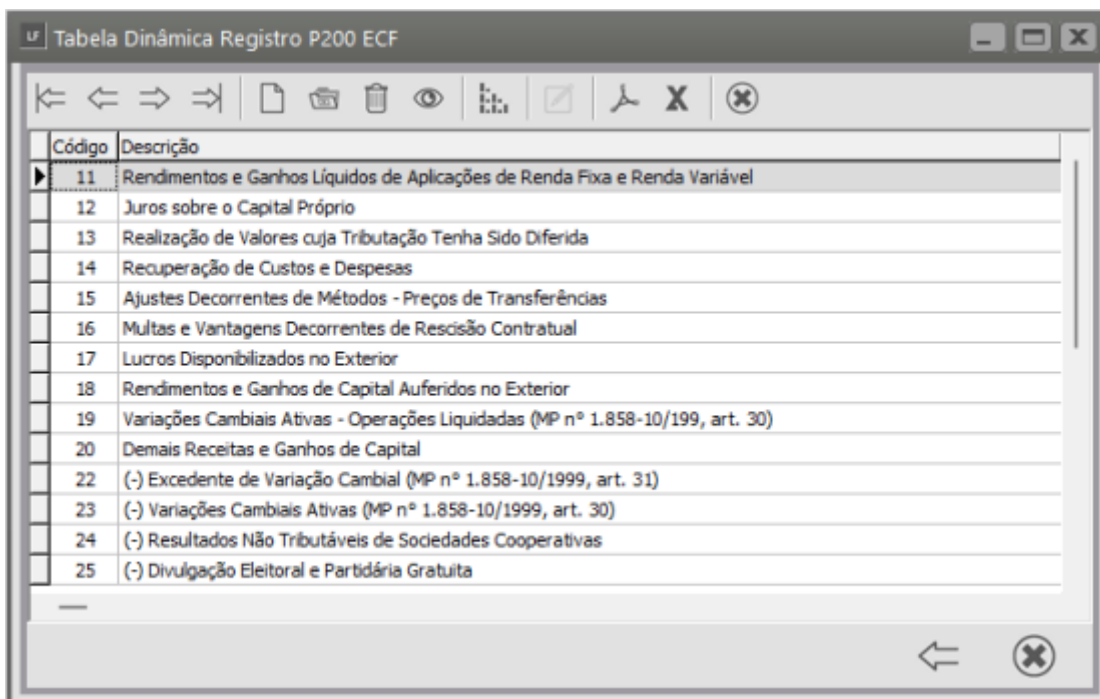 LF Tabela Dinâmica Registro P200 ECF
Código Descrição
11 Rendimentos e Ganhos Líquidos de Aplicações de Renda Fixa e Renda Variável
12 Juros sobre o Capital Próprio
13 Realização de Valores cuja Tributação Tenha Sido Diferida
14 Recuperação de Custos e Despesas
15 Ajustes Decorrentes de Métodos - Preços de Transferências
16 Multas e Vantagens Decorrentes de Rescisão Contratual
17 Lucros Disponibilizados no Exterior
18 Rendimentos e Ganhos de Capital Auferidos no Exterior
19 Variações Cambiais Ativas - Operações Liquidadas (MP nº 1.858-10/199, art. 30)
20 Demais Receitas e Ganhos de Capital
22 (-) Excedente de Variação Cambial (MP nº 1.858-10/1999, art. 31)
23 (-) Variações Cambiais Ativas (MP nº 1.858-10/1999, art. 30)
24 (-) Resultados Não Tributáveis de Sociedades Cooperativas
25 (-) Divulgação Eleitoral e Partidária Gratuita